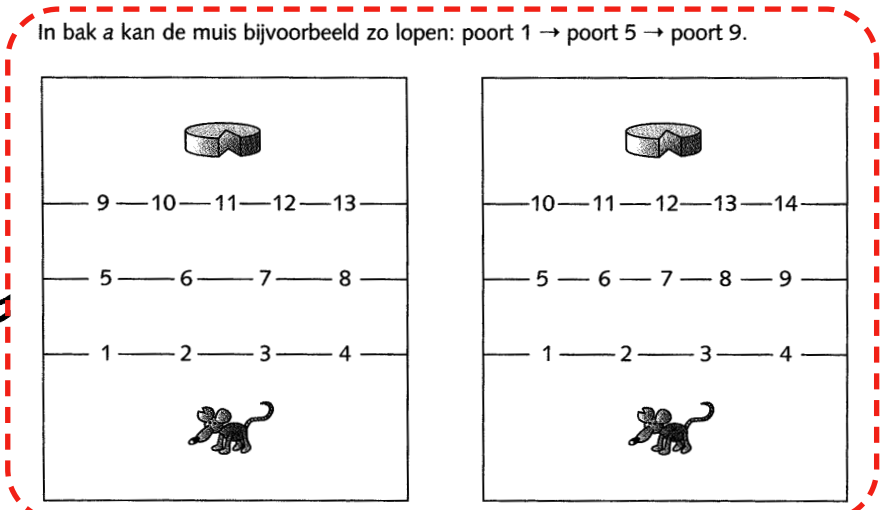 In bak a kan de muis bijvoorbeeld zo lopen: poort 1 → poort 5 → poort 9.
9 10 11 12 13
5 6 7 8
1 2 3 4
10 11 12 13 14
5 6 7 8 9
1 2 3 4